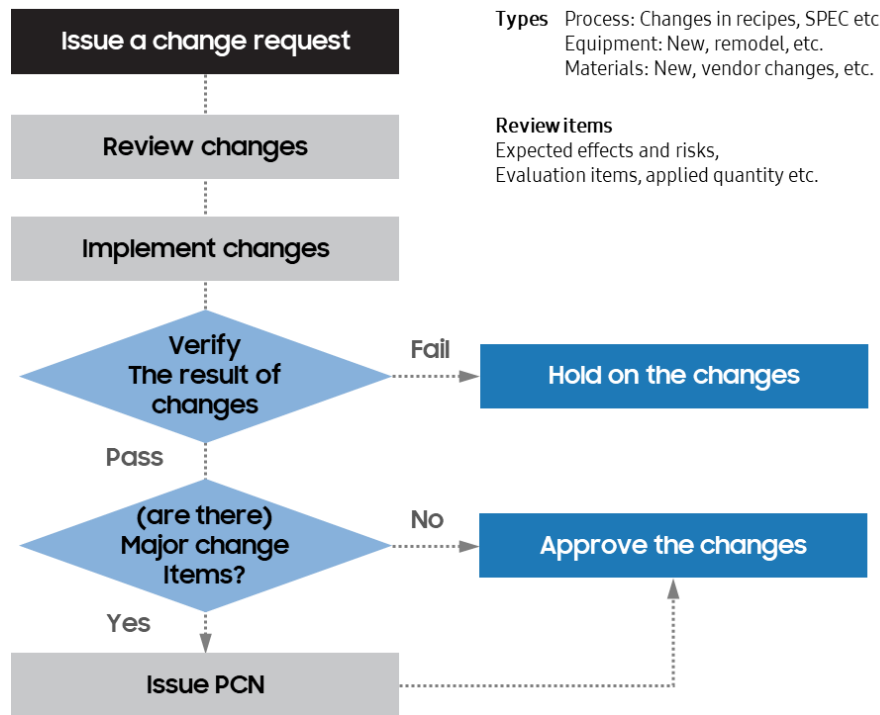 Issue a change request
Types Process: Changes in recipes, SPEC etc
Equipment: New, remodel, etc.
Materials: New, vendor changes, etc.
Review changes
Review items
Expected effects and risks,
Evaluation items, applied quantity etc.
Implement changes
Verify
The result of
changes
Fail
Hold on the changes
Pass
(are there)
Major change
Items?
No
Approve the changes
Yes
Issue PCN